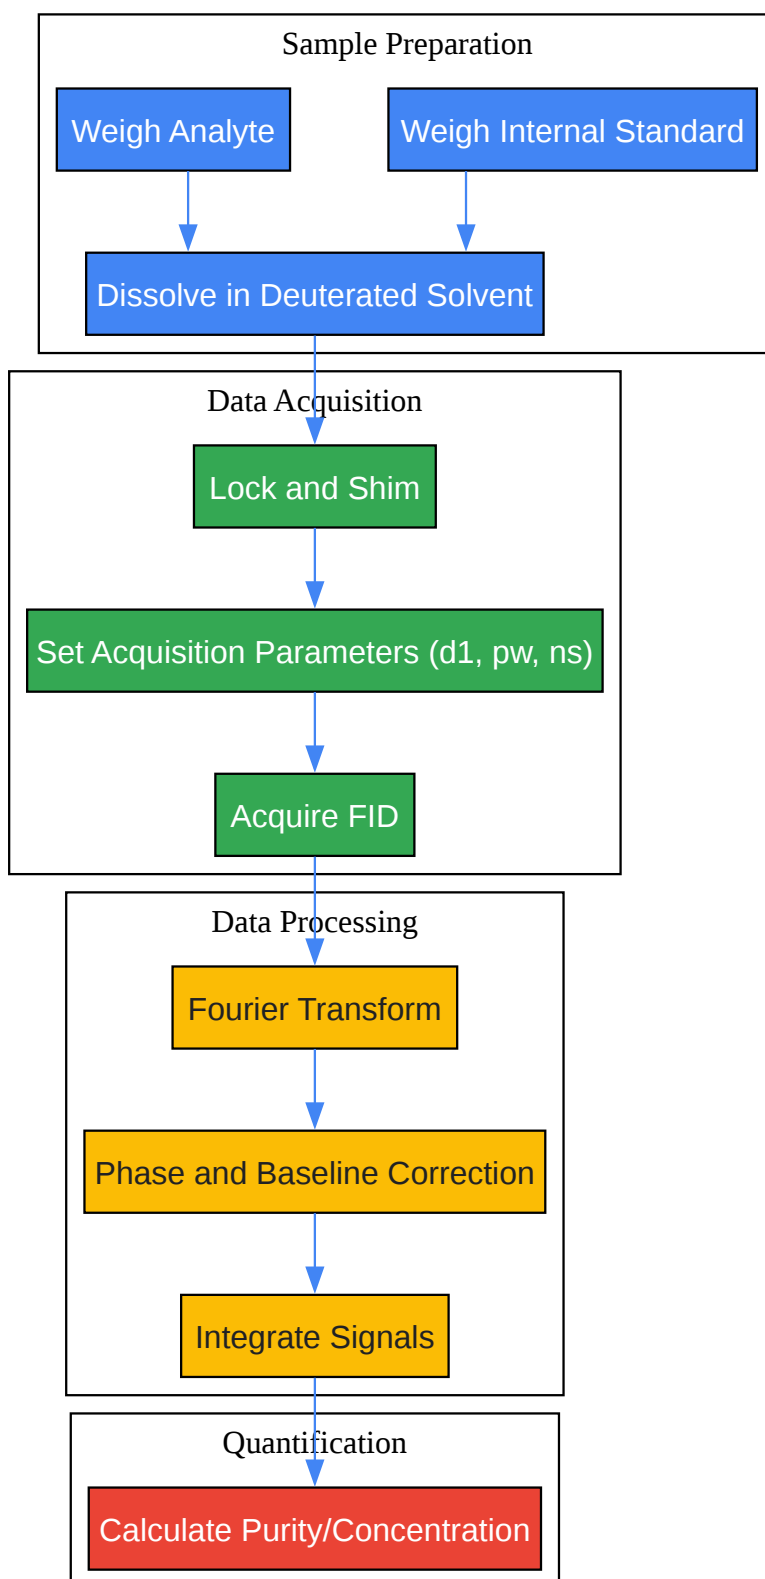 Sample Preparation
Weigh Analyte
Weigh Internal Standard
Dissolve in Deuterated Solvent
Data Acquisition
Lock and Shim
Set Acquisition Parameters (d1, pw, ns)
Acquire FID
Data Processing
Fourier Transform
Phase and Baseline Correction
Integrate Signals
Quantification
Calculate Purity/Concentration